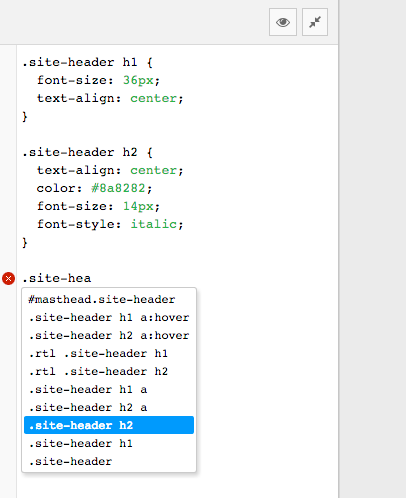 .site-header h1 {
font-size: 36px;
text-align: center;
}
.site-header h2 {
text-align: center;
color: #8a8282;
font-size: 14px;
font-style: italic;
}
.site-hea
#masthead.site-header
.site-header h1 a:hover
.site-header h2 a:hover
.rtl .site-header h1
.rtl .site-header h2
.site-header h1 a
.site-header h2 a
.site-header h2
.site-header h1
.site-header